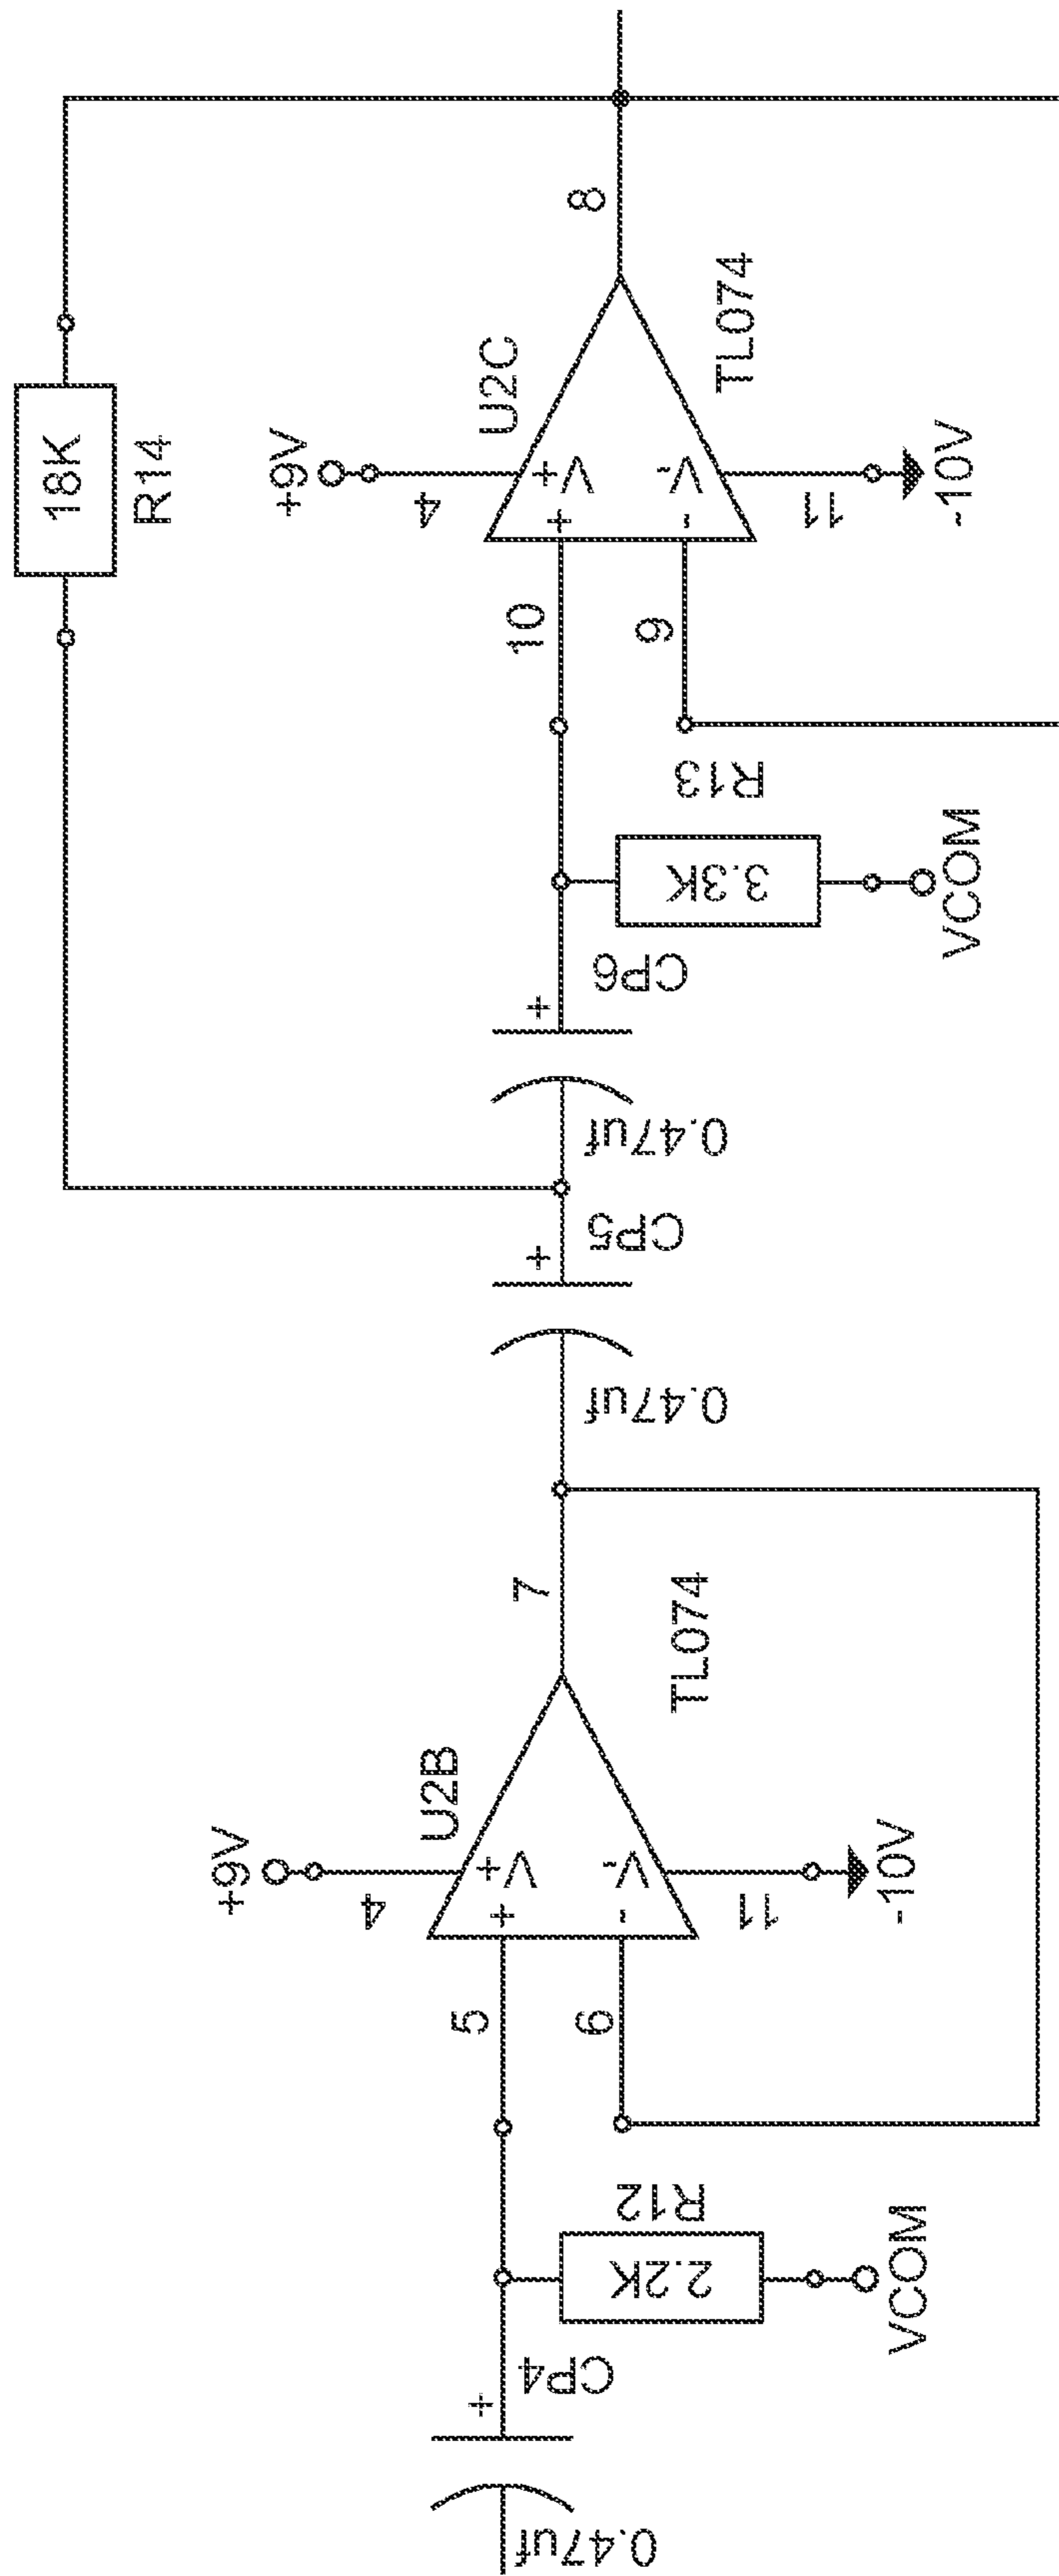 18K
R14
+9V
4
U2C
8
10
+
V+
9
-
V-
11
TL074
-10V
R13
3.3K
VCOM
CP6
+
0.47uf
CP5
+
0.47uf
+9V
4
U2B
7
5
+
V+
6
-
V-
11
TL074
-10V
R12
2.2K
VCOM
CP4
+
0.47uf